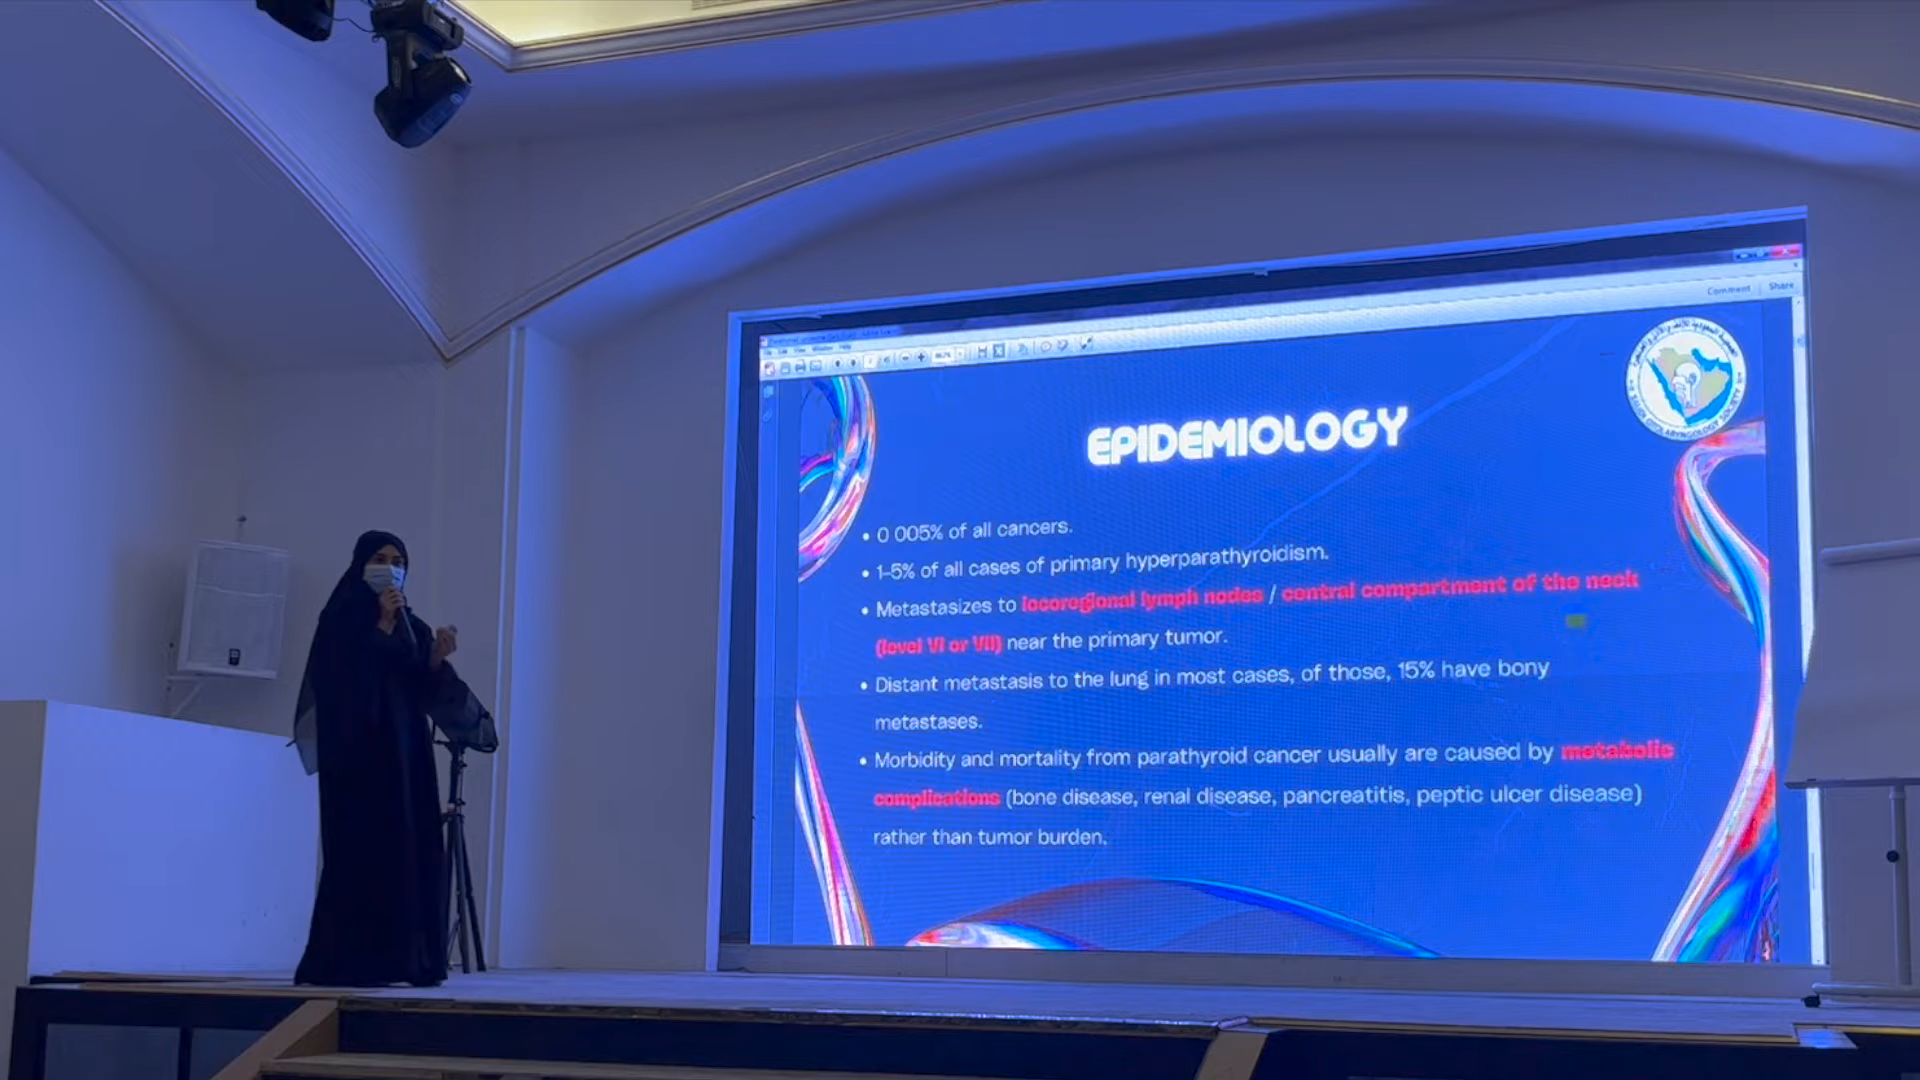 Comment
Share
EPIDEMIOLOGY
SAUDI OTOLARYNGOLOGY SOCIETY
• 0 005% of all cancers.
• 1-5% of all cases of primary hyperparathyroidism.
• Metastasizes to locoregional lymph nodes / central compartment of the neck
(level VI or VII) near the primary tumor.
• Distant metastasis to the lung in most cases, of those, 15% have bony
metastases.
• Morbidity and mortality from parathyroid cancer usually are caused by metabolic
complications (bone disease, renal disease, pancreatitis, peptic ulcer disease)
rather than tumor burden.